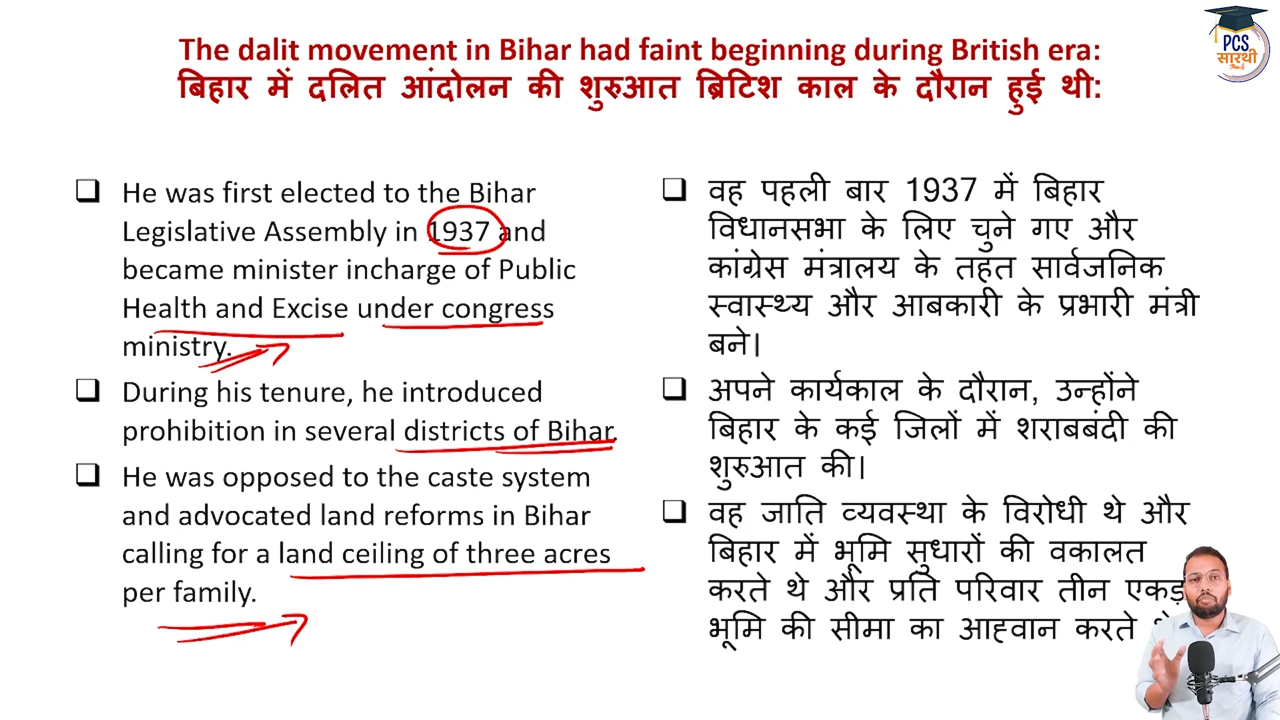 The dalit movement in Bihar had faint beginning during British era:
बिहार में दलित आंदोलन की शुरुआत ब्रिटिश काल के दौरान हुई थी:
PCS
सारथी
He was first elected to the Bihar
Legislative Assembly in 1937 and
became minister incharge of Public
Health and Excise under congress
ministry.
During his tenure, he introduced
prohibition in several districts of Bihar.
He was opposed to the caste system
and advocated land reforms in Bihar
calling for a land ceiling of three acres
per family.
वह पहली बार 1937 में बिहार
विधानसभा के लिए चुने गए और
कांग्रेस मंत्रालय के तहत सार्वजनिक
स्वास्थ्य और आबकारी के प्रभारी मंत्री
बने।
अपने कार्यकाल के दौरान, उन्होंने
बिहार के कई जिलों में शराबबंदी की
शुरुआत की।
वह जाति व्यवस्था के विरोधी थे और
बिहार में भूमि सुधारों की वकालत
करते थे और प्रति परिवार तीन एकड़
भूमि की सीमा का आह्वान करते